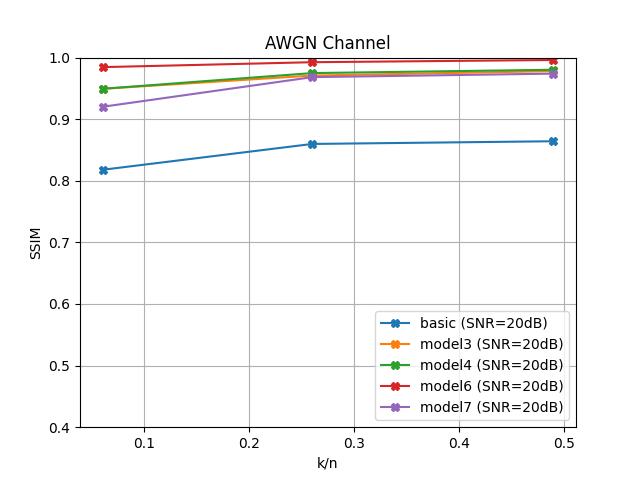 AWGN Channel
1.0
0.9
0.8
0.7
0.6
0.5
0.4
SSIM
basic (SNR=20dB)
model3 (SNR=20dB)
model4 (SNR=20dB)
model6 (SNR=20dB)
model7 (SNR=20dB)
0.1 0.2 0.3 0.4 0.5
k/n